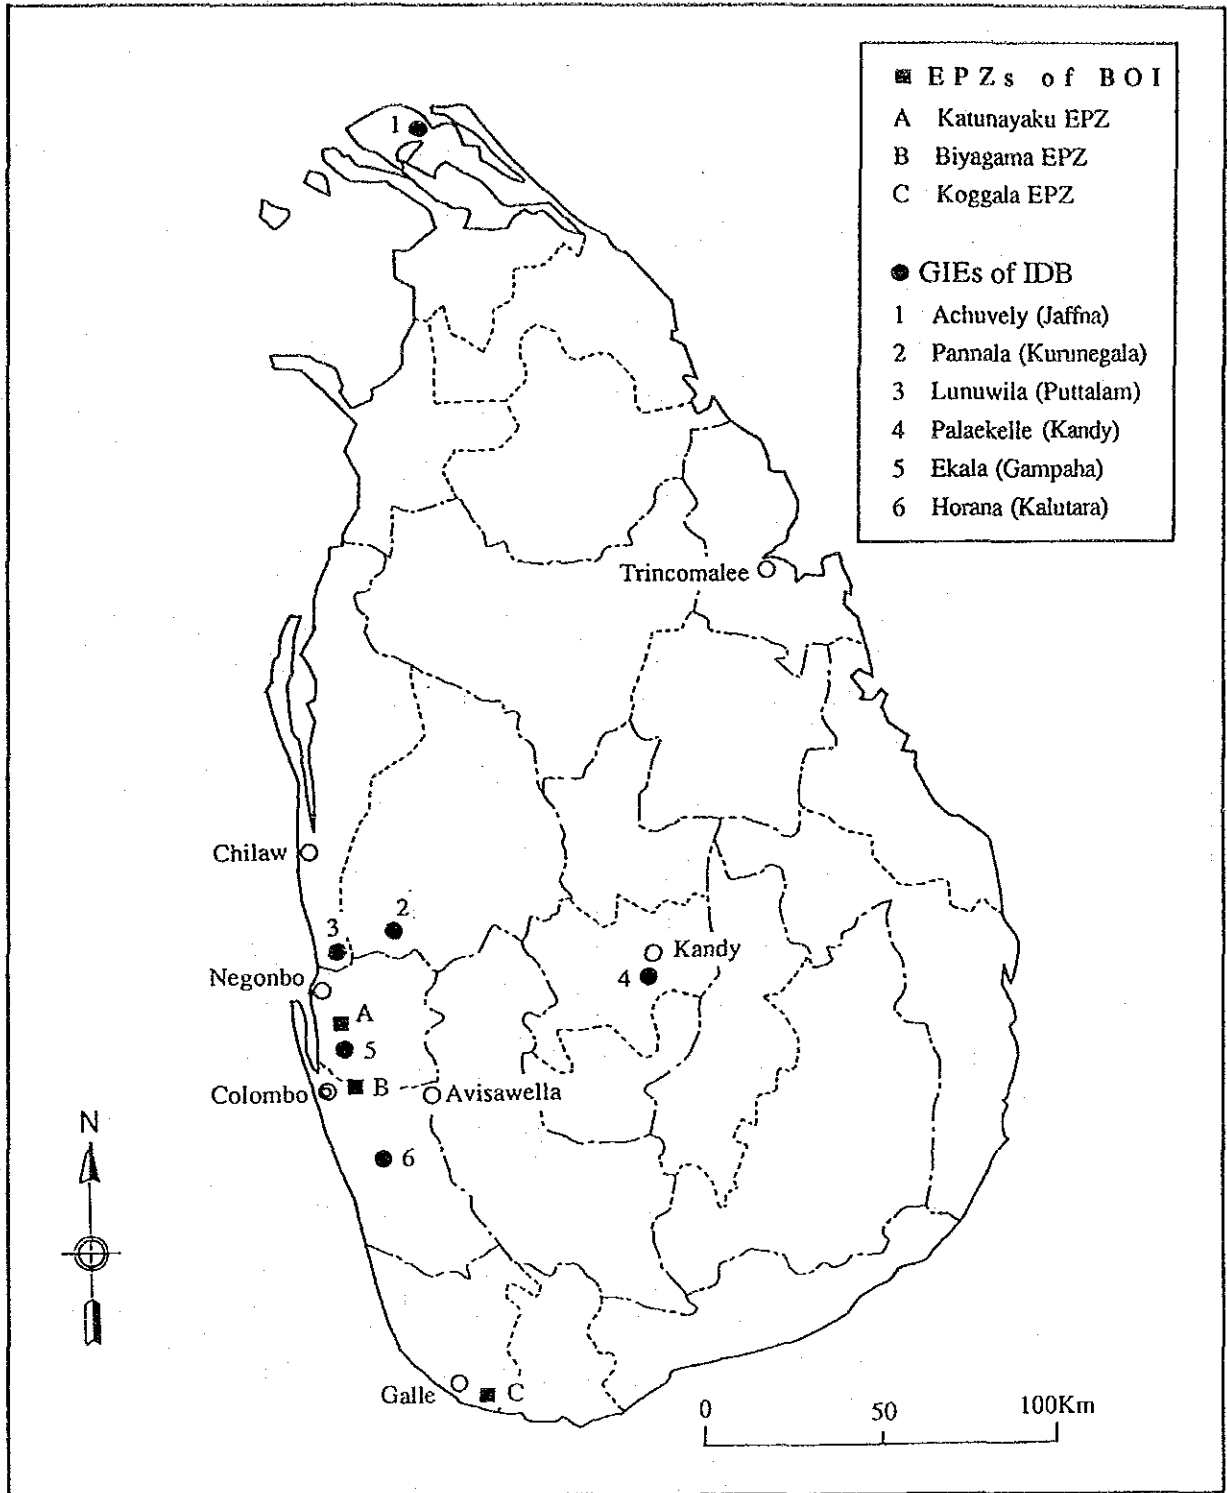 ■ EPZs of BOI
A Katunayaku EPZ
B Biyagama EPZ
C Koggala EPZ
● GIEs of IDB
1 Achuvely (Jaffna)
2 Pannala (Kurunegala)
3 Lunuwila (Puttalam)
4 Palaekelle (Kandy)
5 Ekala (Gampaha)
6 Horana (Kalutara)
1
Trincomalee
Chilaw
2
3
Kandy
4
Negonbo
A
5
B
Colombo
Avisawella
6
N
Galle
C
0 50 100Km